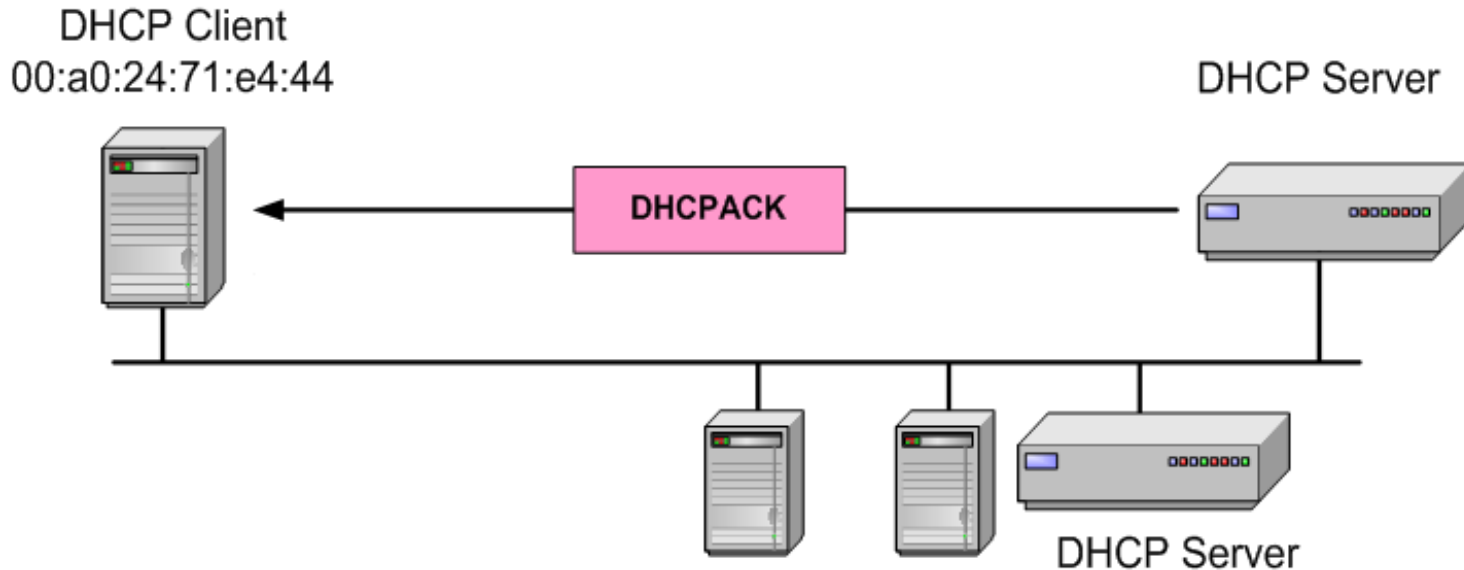 DHCP Client
00:a0:24:71:e4:44
DHCP Server
DHCPACK
DHCP Server